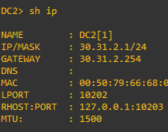 DC2> sh ip
NAME : DC2[1]
IP/MASK : 30.31.2.1/24
GATEWAY : 30.31.2.254
DNS :
MAC : 00:50:79:66:68:0
LPORT : 10202
RHOST:PORT : 127.0.0.1:10203
MTU: : 1500